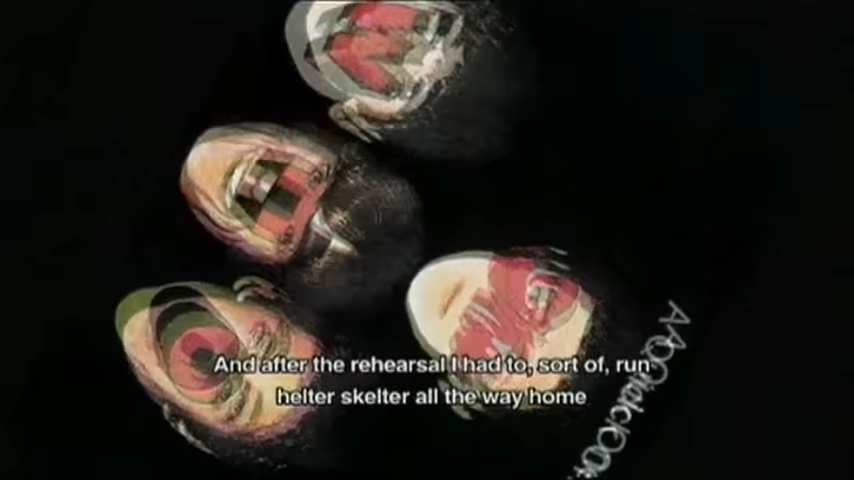 And after the rehearsal I had to, sort of, run
helter skelter all the way home